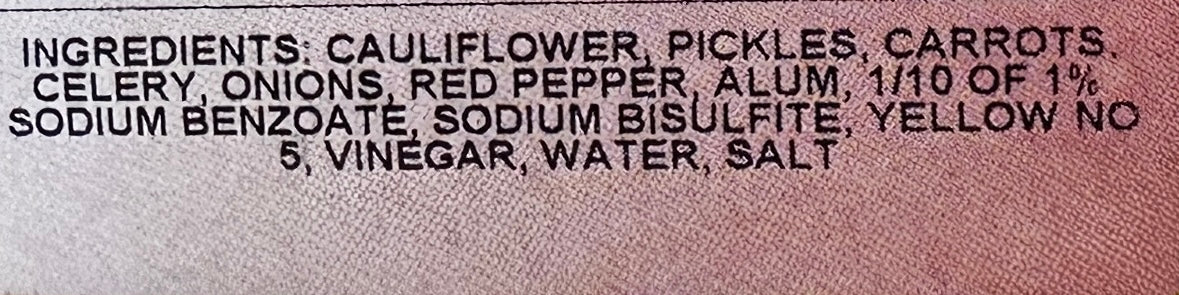 INGREDIENTS: CAULIFLOWER, PICKLES, CARROTS,
CELERY, ONIONS, RED PEPPER, ALUM, 1/10 OF 1%
SODIUM BENZOATE, SODIUM BISULFITE, YELLOW NO
5, VINEGAR, WATER, SALT